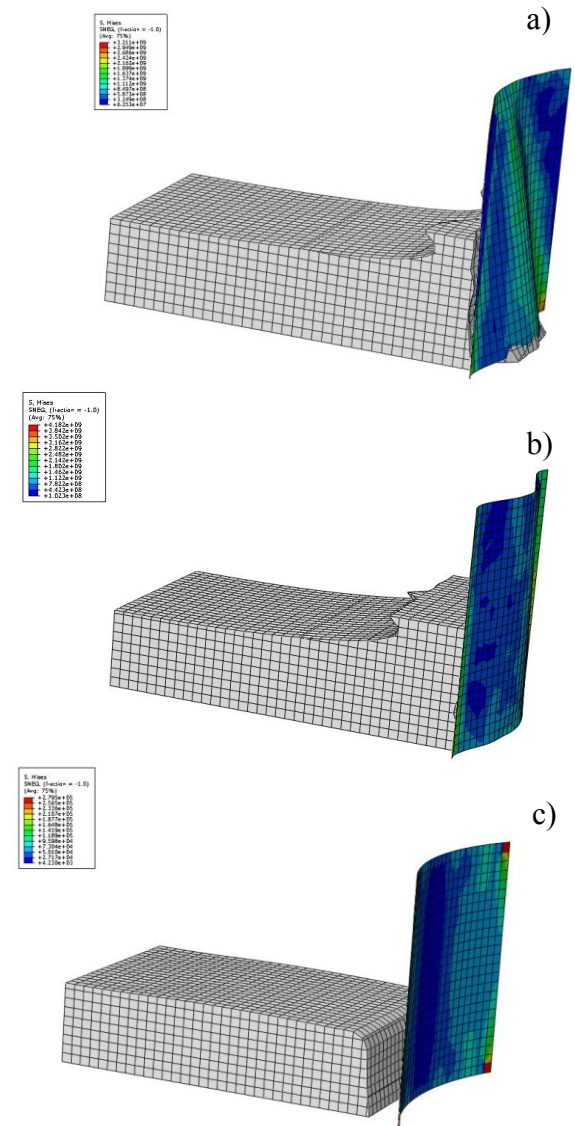 a)
S, Mises
SNEG, (fraction = -1.0)
(Avg: 75%)
+3.211e+09
+2.949e+09
+2.686e+09
+2.424e+09
+2.162e+09
+1.899e+09
+1.637e+09
+1.374e+09
+1.112e+09
+8.497e+08
+5.873e+08
+3.249e+08
+6.253e+07
b)
S, Mises
SNEG, (fraction = -1.0)
(Avg: 75%)
+4.182e+09
+3.842e+09
+3.502e+09
+3.162e+09
+2.822e+09
+2.482e+09
+2.142e+09
+1.802e+09
+1.462e+09
+1.122e+09
+7.822e+08
+4.423e+08
+1.023e+08
c)
S, Mises
SNEG, (fraction = -1.0)
(Avg: 75%)
+2.795e+05
+2.565e+05
+2.336e+05
+2.107e+05
+1.877e+05
+1.648e+05
+1.419e+05
+1.189e+05
+9.598e+04
+7.304e+04
+5.010e+04
+2.717e+04
+4.230e+03